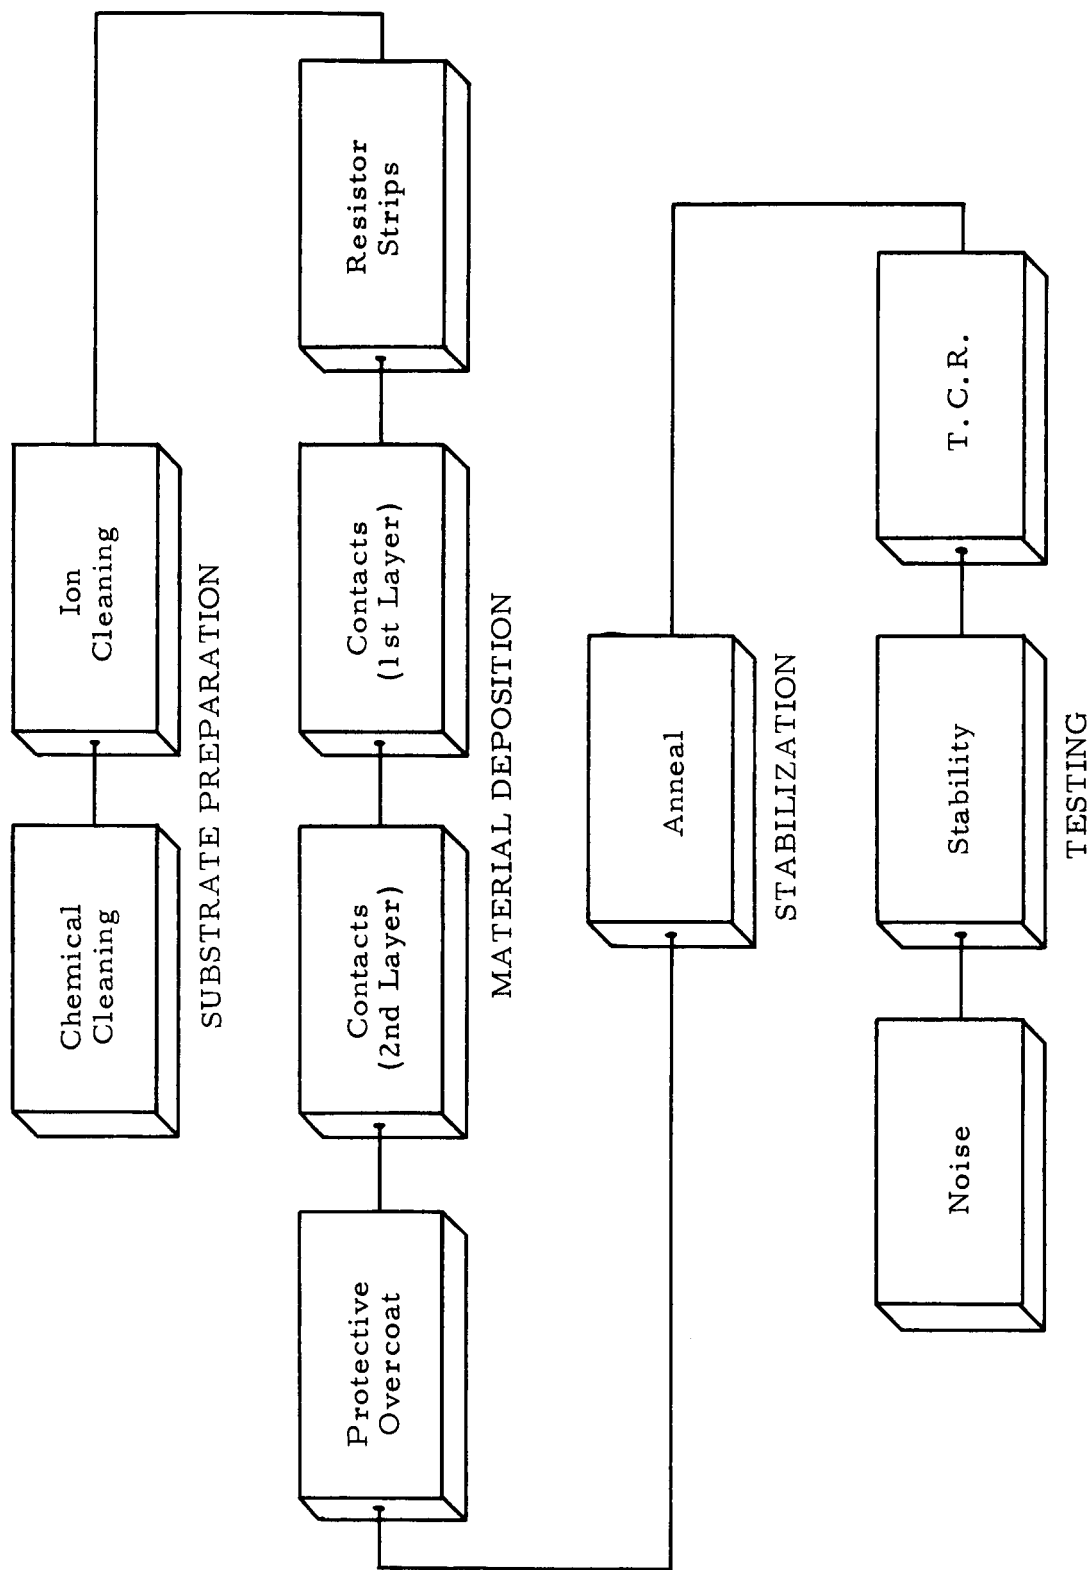 Chemical
Cleaning
Ion
Cleaning
SUBSTRATE PREPARATION
Protective
Overcoat
Contacts
(2nd Layer)
Contacts
(1st Layer)
Resistor
Strips
MATERIAL DEPOSITION
Anneal
STABILIZATION
Noise
Stability
T.C.R.
TESTING